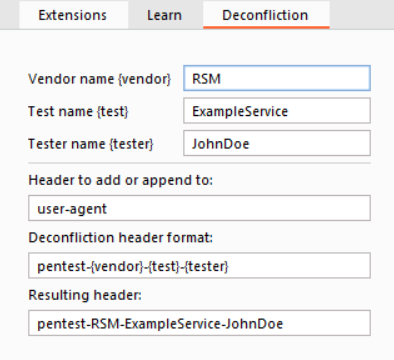 Extensions Learn Deconfliction
Vendor name {vendor} RSM
Test name {test} ExampleService
Tester name {tester} JohnDoe
Header to add or append to:
user-agent
Deconfliction header format:
pentest-{vendor}-{test}-{tester}
Resulting header:
pentest-RSM-ExampleService-JohnDoe